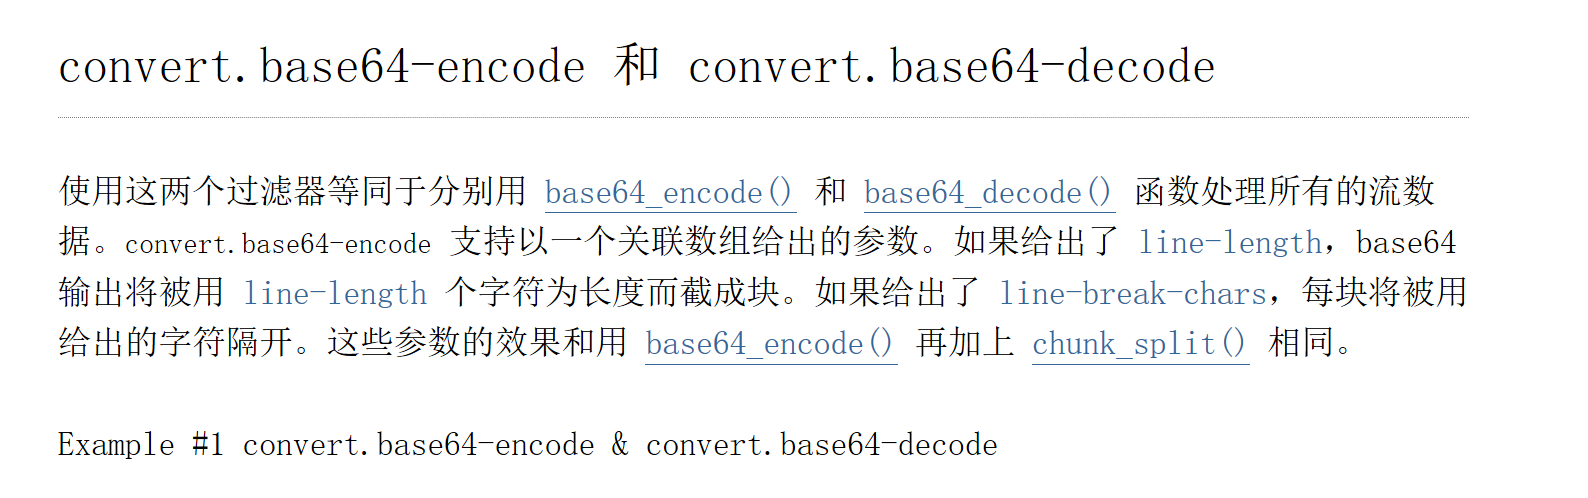 convert.base64-encode 和 convert.base64-decode
使用这两个过滤器等同于分别用 base64_encode() 和 base64_decode() 函数处理所有的流数
据。convert.base64-encode 支持以一个关联数组给出的参数。如果给出了 line-length，base64
输出将被用 line-length 个字符为长度而截成块。如果给出了 line-break-chars，每块将被用
给出的字符隔开。这些参数的效果和用 base64_encode() 再加上 chunk_split() 相同。
Example #1 convert.base64-encode & convert.base64-decode